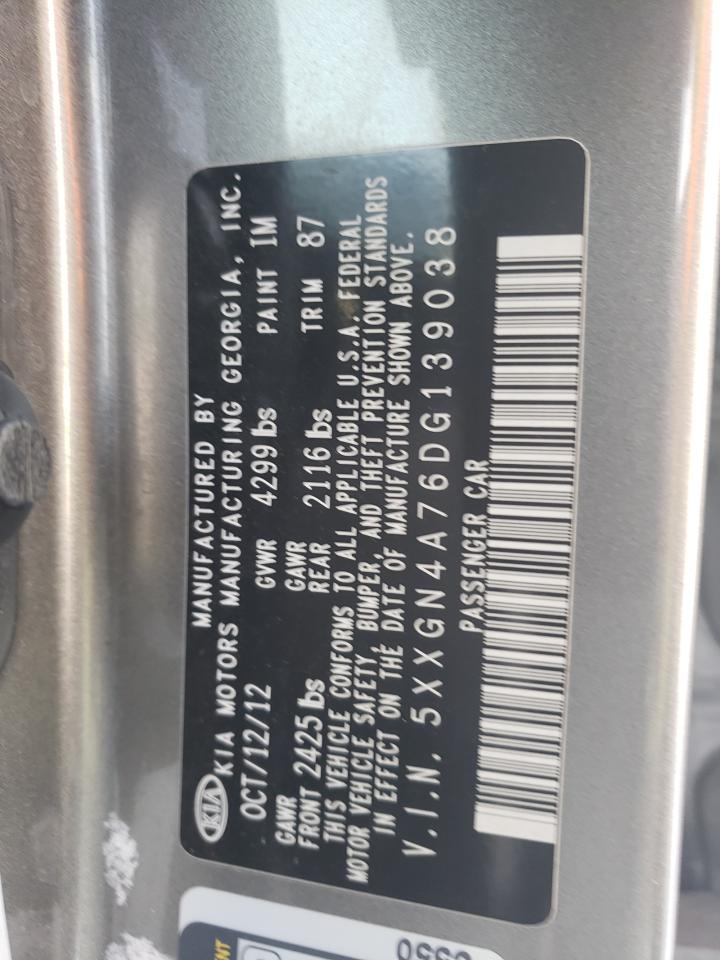 MANUFACTURED BY
KIA KIA MOTORS MANUFACTURING GEORGIA, INC.
OCT/12/12 GVWR 4299 lbs PAINT IM
GAWR FRONT 2425 lbs GAWR REAR 2116 lbs TRIM 87
THIS VEHICLE CONFORMS TO ALL APPLICABLE U.S.A. FEDERAL
MOTOR VEHICLE SAFETY, BUMPER, AND THEFT PREVENTION STANDARDS
IN EFFECT ON THE DATE OF MANUFACTURE SHOWN ABOVE.
V.I.N. 5XXGN4A76DG139038
PASSENGER CAR